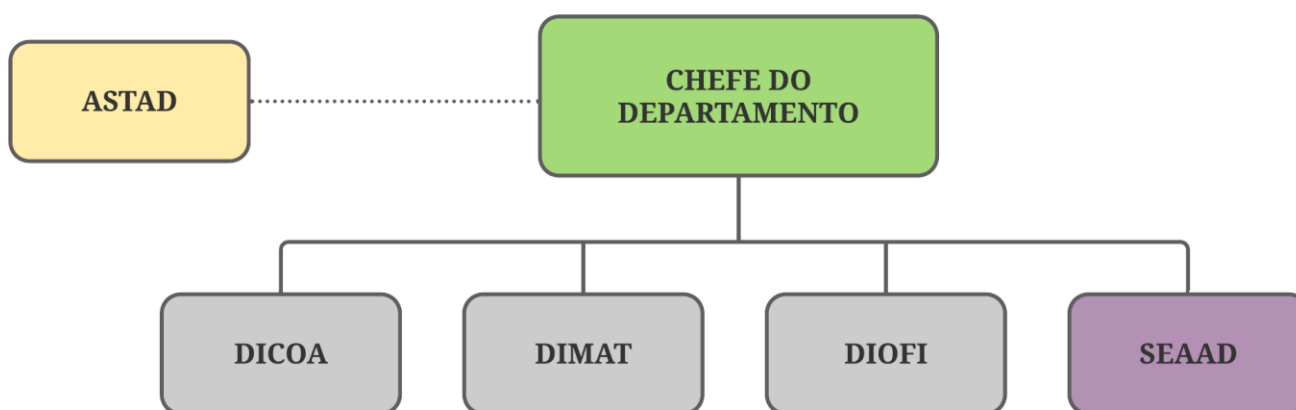 ASTAD
CHEFE DO
DEPARTAMENTO
DICOA
DIMAT
DIOFI
SEAAD